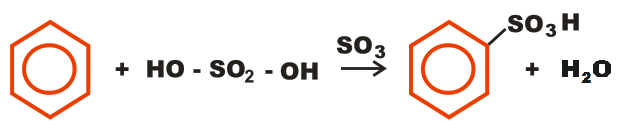 + HO - SO₂ - OH SO₃ → SO₃H + H₂O